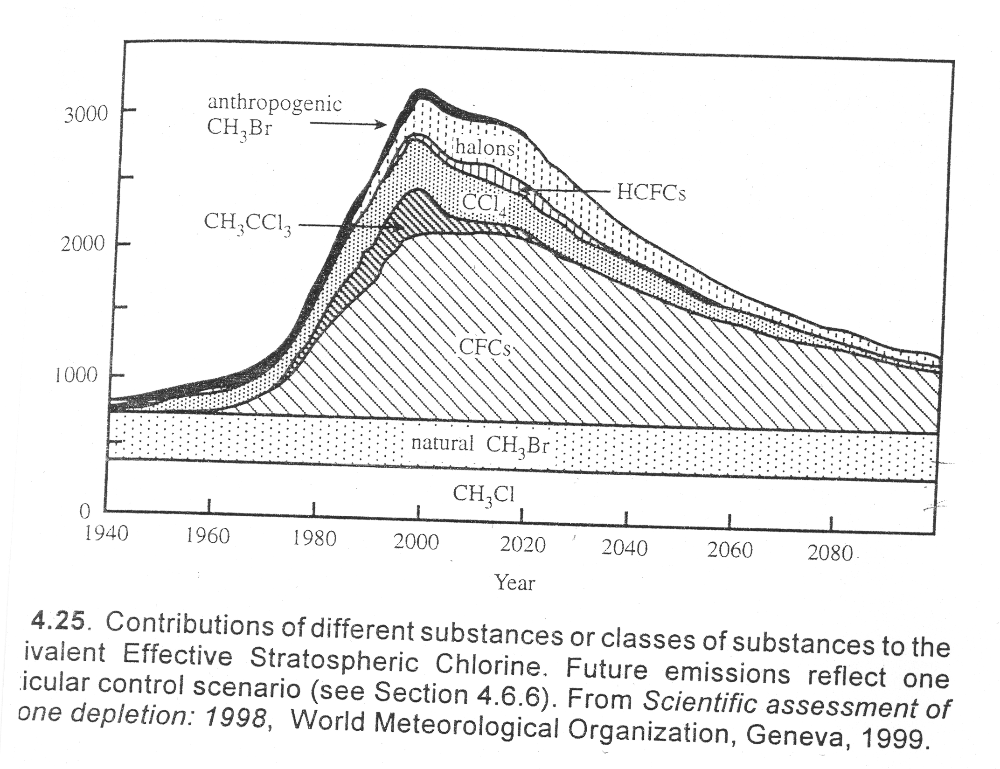 anthropogenic
CH₃Br
3000
halons
HCFCs
CCl₄
CH₃CCl₃
2000
CFCs
1000
natural CH₃Br
CH₃Cl
0
1940 1960 1980 2000 2020 2040 2060 2080
Year
4.25. Contributions of different substances or classes of substances to the
ivalent Effective Stratospheric Chlorine. Future emissions reflect one
icular control scenario (see Section 4.6.6). From Scientific assessment of
one depletion: 1998, World Meteorological Organization, Geneva, 1999.